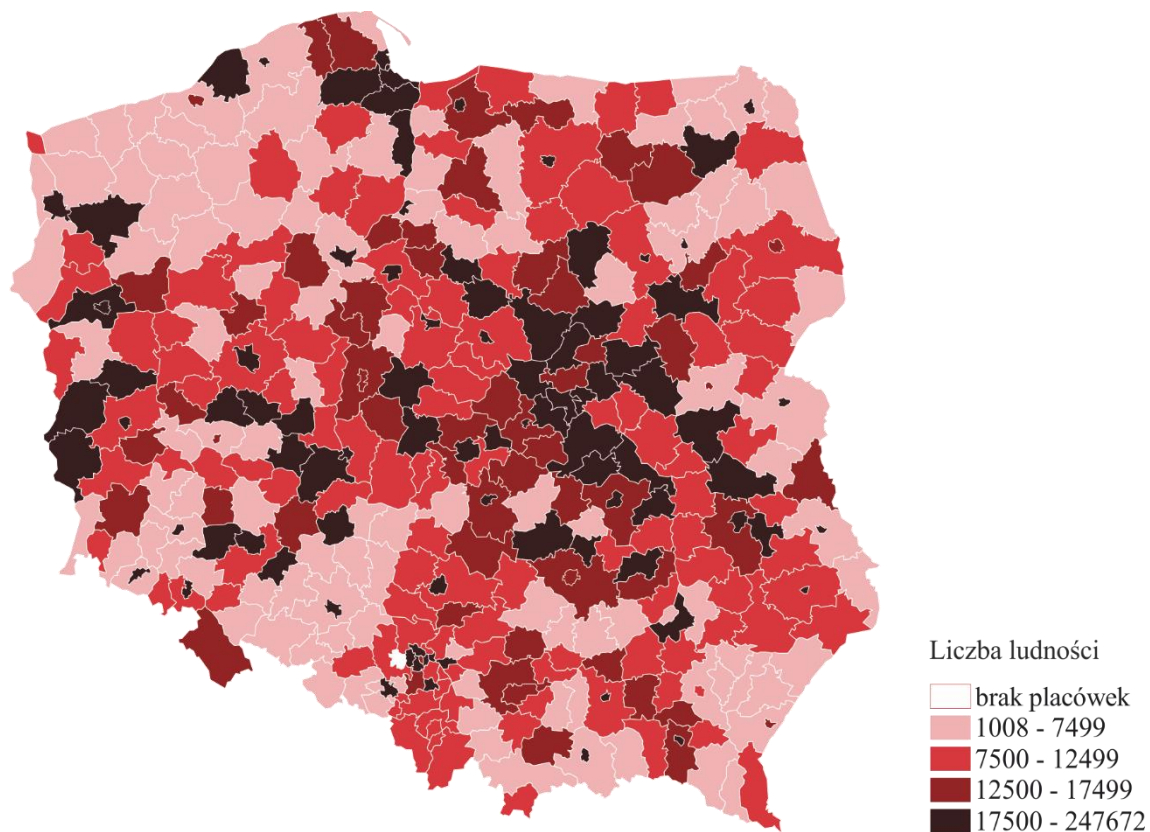 Liczba ludności
brak placówek
1008 - 7499
7500 - 12499
12500 - 17499
17500 - 247672